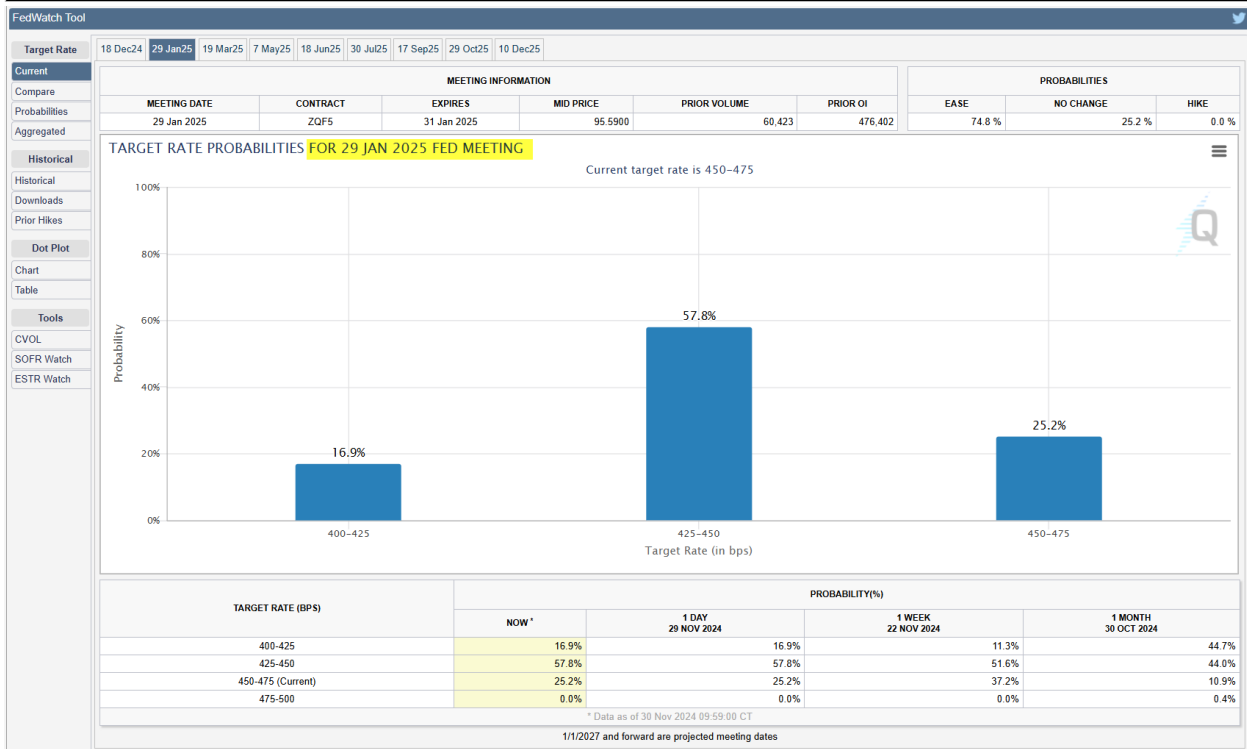 FedWatch Tool
Target Rate
Current
Compare
Probabilities
Aggregated
Historical
Historical
Downloads
Prior Hikes
Dot Plot
Chart
Table
Tools
CVOL
SOFR Watch
ESTR Watch
18 Dec24 29 Jan25 19 Mar25 7 May25 18 Jun25 30 Jul25 17 Sep25 29 Oct25 10 Dec25
MEETING INFORMATION
MEETING DATE CONTRACT EXPIRES MID PRICE PRIOR VOLUME PRIOR OI
29 Jan 2025 ZQF5 31 Jan 2025 95.5900 60,423 476,402
PROBABILITIES
EASE NO CHANGE HIKE
74.8 % 25.2 % 0.0 %
TARGET RATE PROBABILITIES FOR 29 JAN 2025 FED MEETING
Current target rate is 450-475
Q
Probability
100%
80%
60%
40%
20%
0%
16.9%
57.8%
25.2%
400-425 425-450 450-475
Target Rate (in bps)
TARGET RATE (BPS) PROBABILITY(%)
NOW * 1 DAY 1 WEEK 1 MONTH
29 NOV 2024 22 NOV 2024 30 OCT 2024
400-425 16.9% 16.9% 11.3% 44.7%
425-450 57.8% 57.8% 51.6% 44.0%
450-475 (Current) 25.2% 25.2% 37.2% 10.9%
475-500 0.0% 0.0% 0.0% 0.4%
* Data as of 30 Nov 2024 09:59:00 CT
1/1/2027 and forward are projected meeting dates